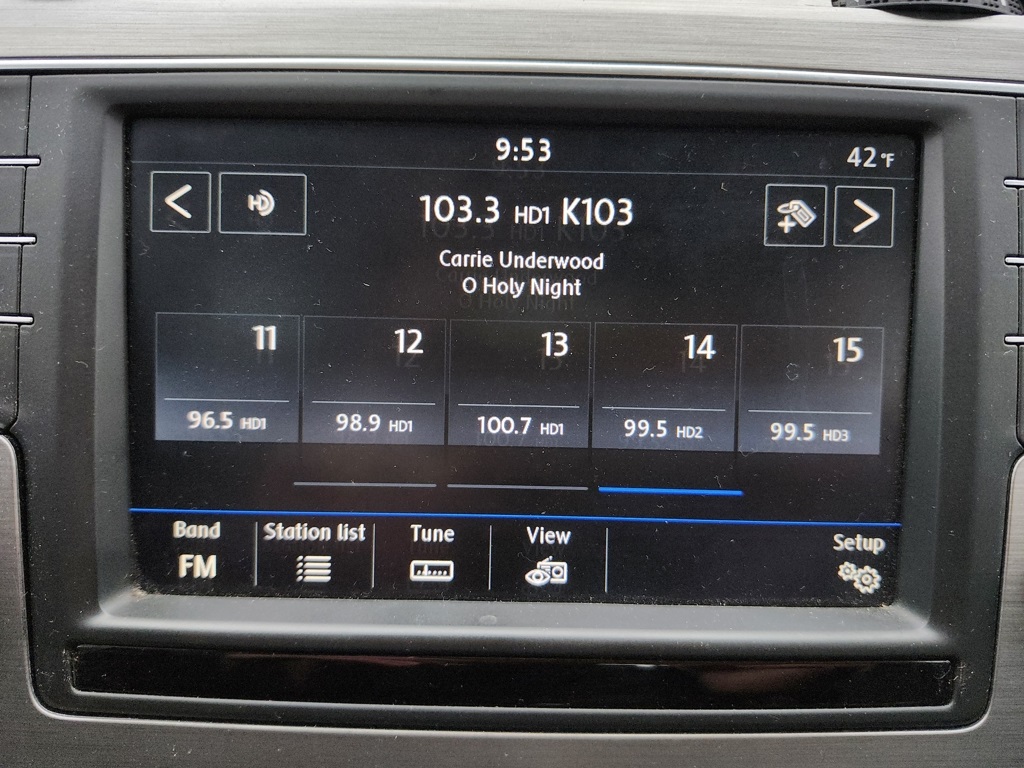 9:53
42°F
HD
103.3 HD1 K103
Carrie Underwood
O Holy Night
11 12 13 14 15
96.5 HD1 98.9 HD1 100.7 HD1 99.5 HD2 99.5 HD3
Band Station list Tune View Setup
FM